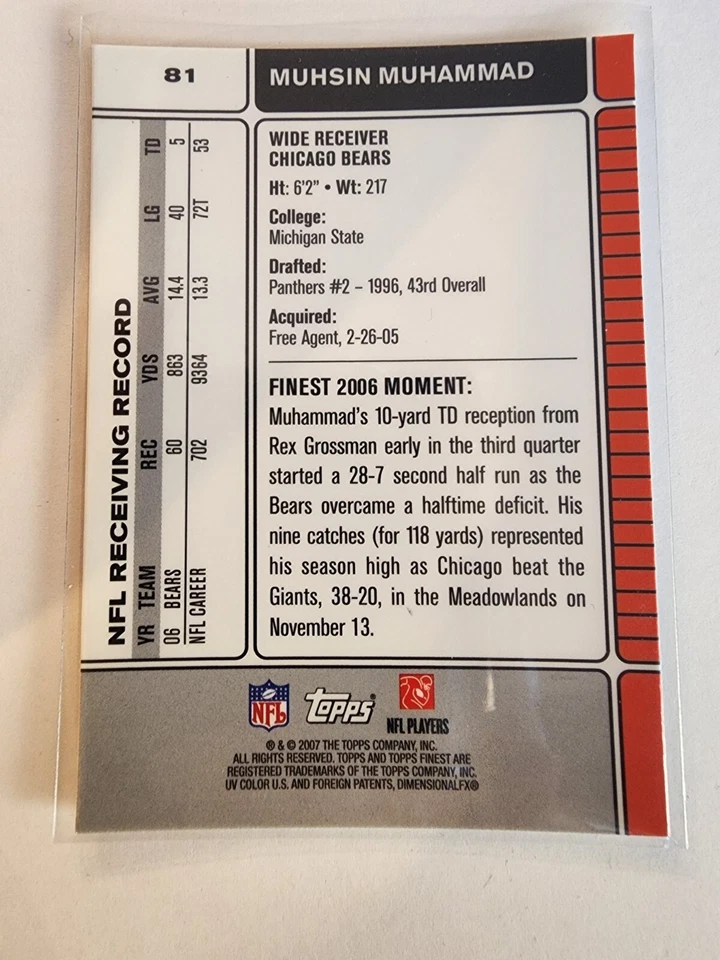 81
MUHSIN MUHAMMAD
NFL RECEIVING RECORD
YR TEAM REC YDS AVG LG TD
06 BEARS 60 863 14.4 40 5
NFL CAREER 702 9364 13.3 72T 53
WIDE RECEIVER
CHICAGO BEARS
Ht: 6'2" • Wt: 217
College:
Michigan State
Drafted:
Panthers #2 – 1996, 43rd Overall
Acquired:
Free Agent, 2-26-05
FINEST 2006 MOMENT:
Muhammad's 10-yard TD reception from
Rex Grossman early in the third quarter
started a 28-7 second half run as the
Bears overcame a halftime deficit. His
nine catches (for 118 yards) represented
his season high as Chicago beat the
Giants, 38-20, in the Meadowlands on
November 13.
NFL
Topps®
NFL PLAYERS
® & © 2007 THE TOPPS COMPANY, INC.
ALL RIGHTS RESERVED. TOPPS AND TOPPS FINEST ARE
REGISTERED TRADEMARKS OF THE TOPPS COMPANY, INC.
UV COLOR U.S. AND FOREIGN PATENTS, DIMENSIONALFX®